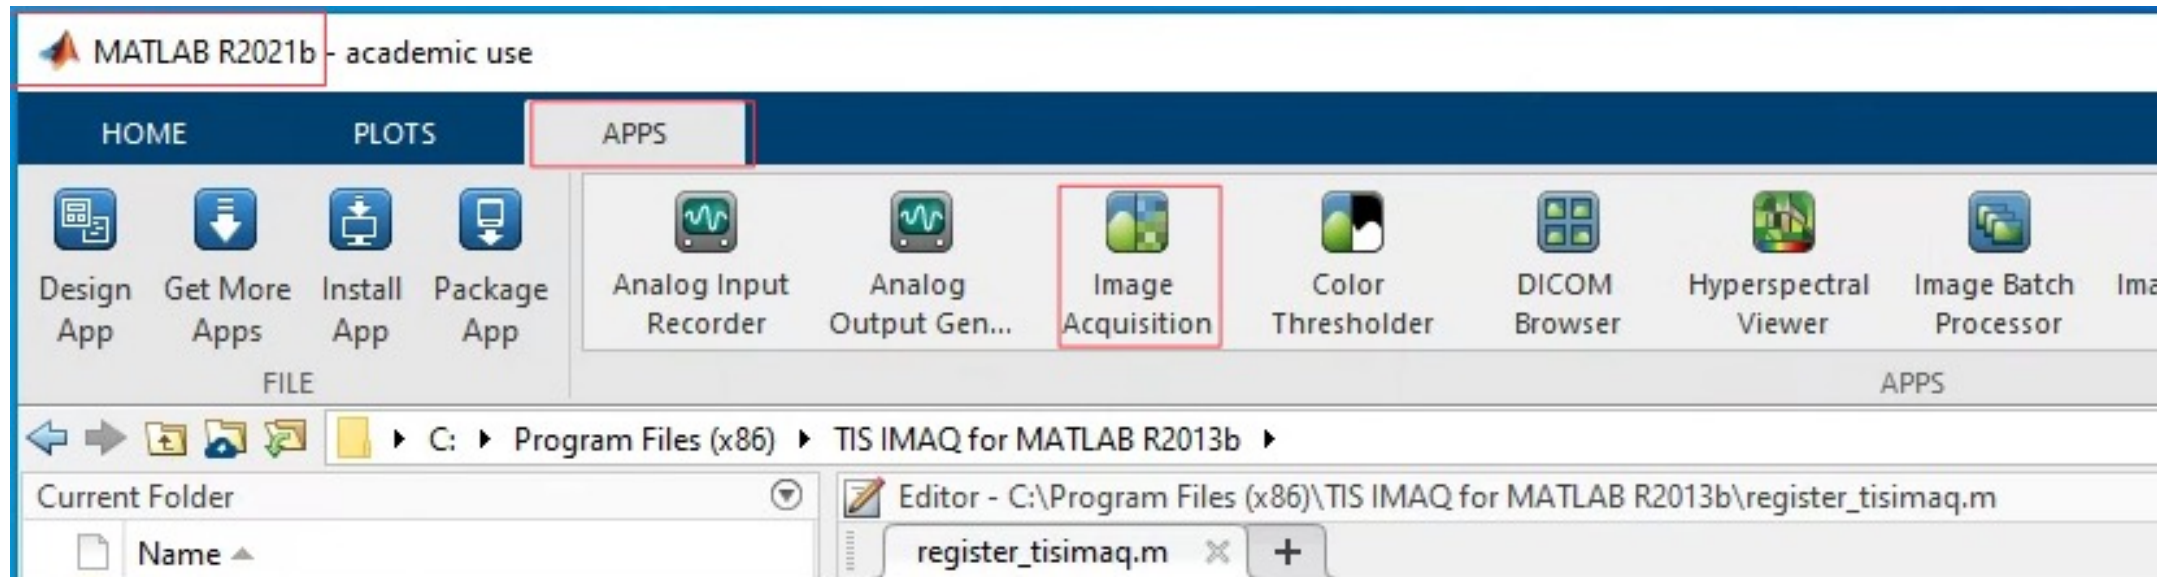 MATLAB R2021b - academic use
HOME PLOTS APPS
Design App
Get More Apps
Install App
Package App
Analog Input Recorder
Analog Output Gen...
Image Acquisition
Color Thresholder
DICOM Browser
Hyperspectral Viewer
Image Batch Processor
Ima
FILE APPS
C: Program Files (x86) TIS IMAQ for MATLAB R2013b
Current Folder
Editor - C:\Program Files (x86)\TIS IMAQ for MATLAB R2013b\register_tisimaq.m
Name
register_tisimaq.m